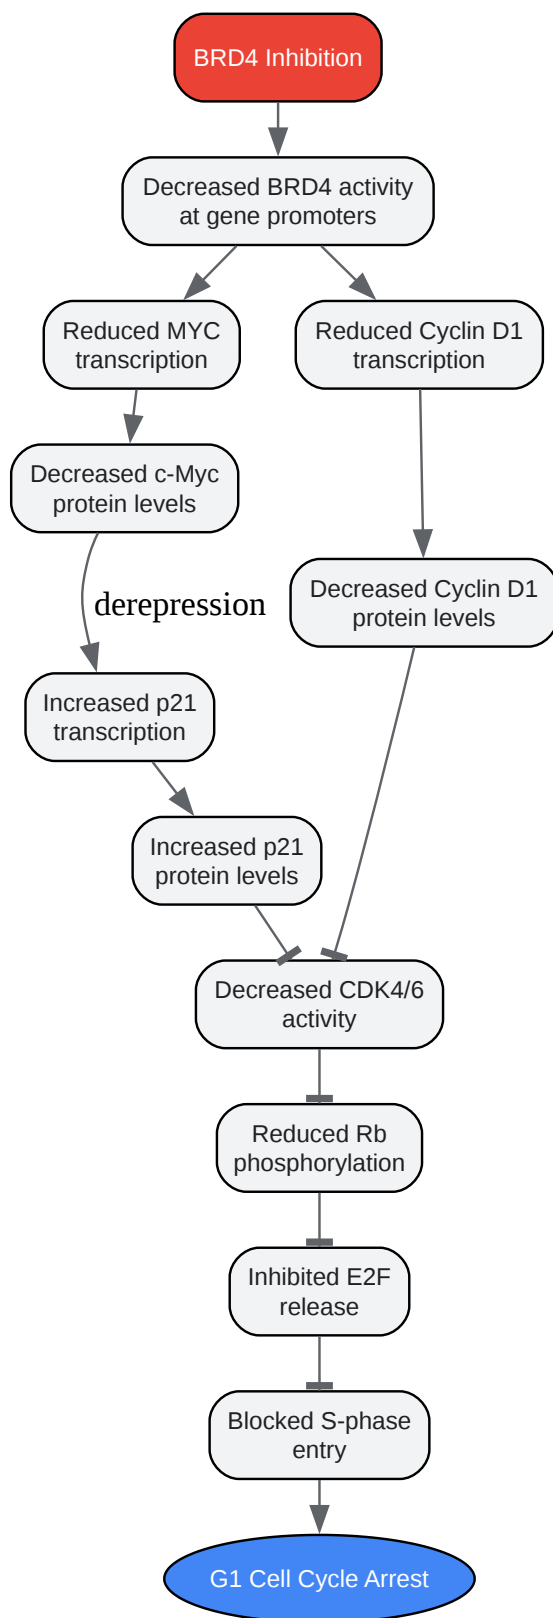 BRD4 Inhibition
Decreased BRD4 activity
at gene promoters
Reduced MYC
transcription
Reduced Cyclin D1
transcription
Decreased c-Myc
protein levels
derepression
Decreased Cyclin D1
protein levels
Increased p21
transcription
Increased p21
protein levels
Decreased CDK4/6
activity
Reduced Rb
phosphorylation
Inhibited E2F
release
Blocked S-phase
entry
G1 Cell Cycle Arrest